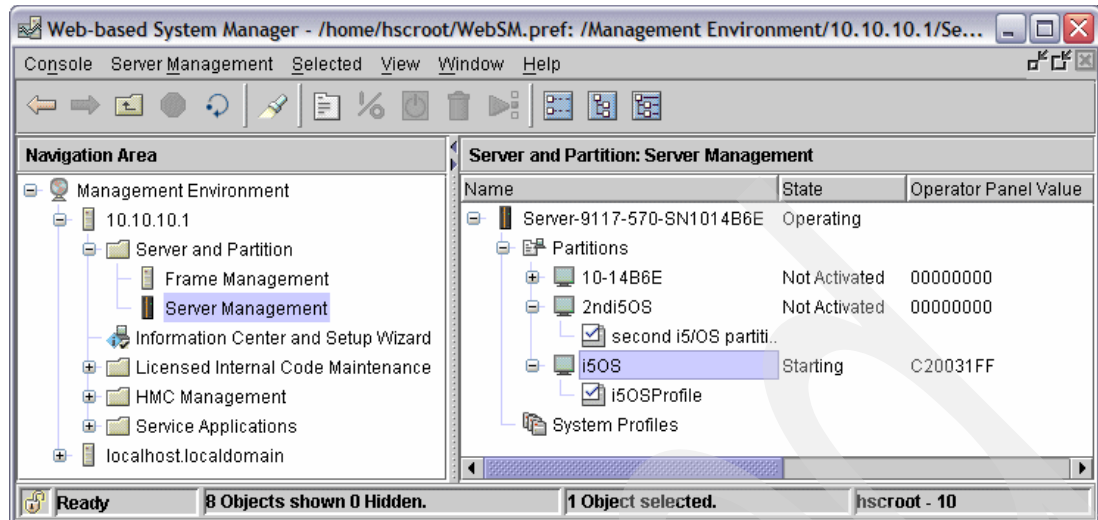 Web-based System Manager - /home/hscroot/WebSM.pref: /Management Environment/10.10.10.1/Se...
Console Server Management Selected View Window Help
Navigation Area
Management Environment
10.10.10.1
Server and Partition
Frame Management
Server Management
Information Center and Setup Wizard
Licensed Internal Code Maintenance
HMC Management
Service Applications
localhost.localdomain
Server and Partition: Server Management
Name State Operator Panel Value
Server-9117-570-SN1014B6E Operating
Partitions
10-14B6E Not Activated 00000000
2ndi5OS Not Activated 00000000
second i5/OS partiti..
i5OS Starting C20031FF
i5OSProfile
System Profiles
Ready 8 Objects shown 0 Hidden. 1 Object selected. hscroot - 10